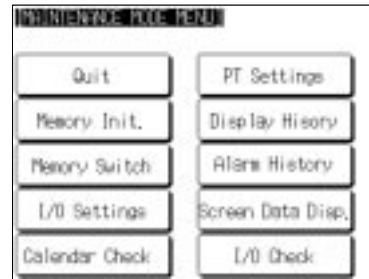 [MAINTENANCE MODE MENU]
Quit
PT Settings
Memory Init.
Display Hisory
Memory Switch
Alarm History
I/O Settings
Screen Data Disp.
Calendar Check
I/O Check